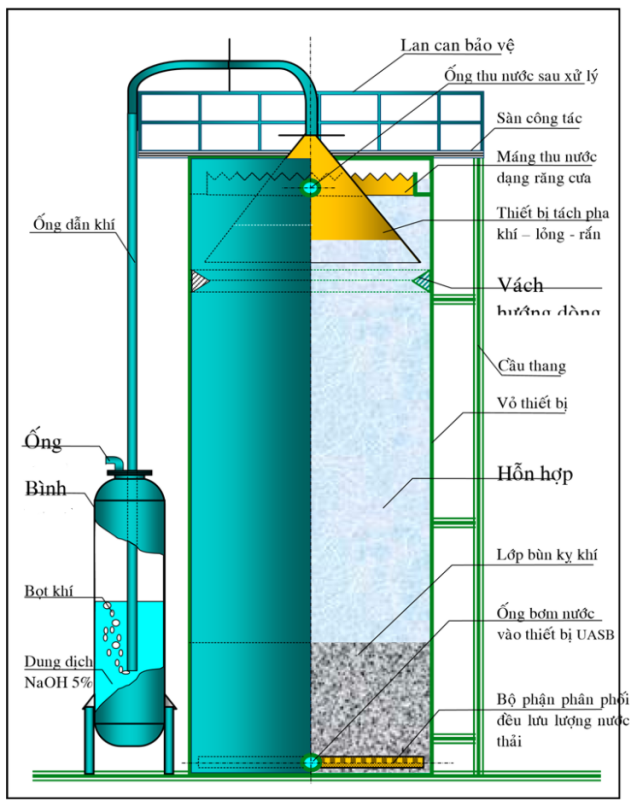 Lan can bảo vệ
Ống thu nước sau xử lý
Sàn công tác
Máng thu nước
dạng răng cưa
Thiết bị tách pha
khí – lỏng - rắn
Ống dẫn khí
Vách
hướng dòng
Cầu thang
Vỏ thiết bị
Ống
Bình
Hỗn hợp
Lớp bùn kỵ khí
Bọt khí
Ống bơm nước
vào thiết bị UASB
Dung dịch
NaOH 5%
Bộ phận phân phối
đều lưu lượng nước
thải